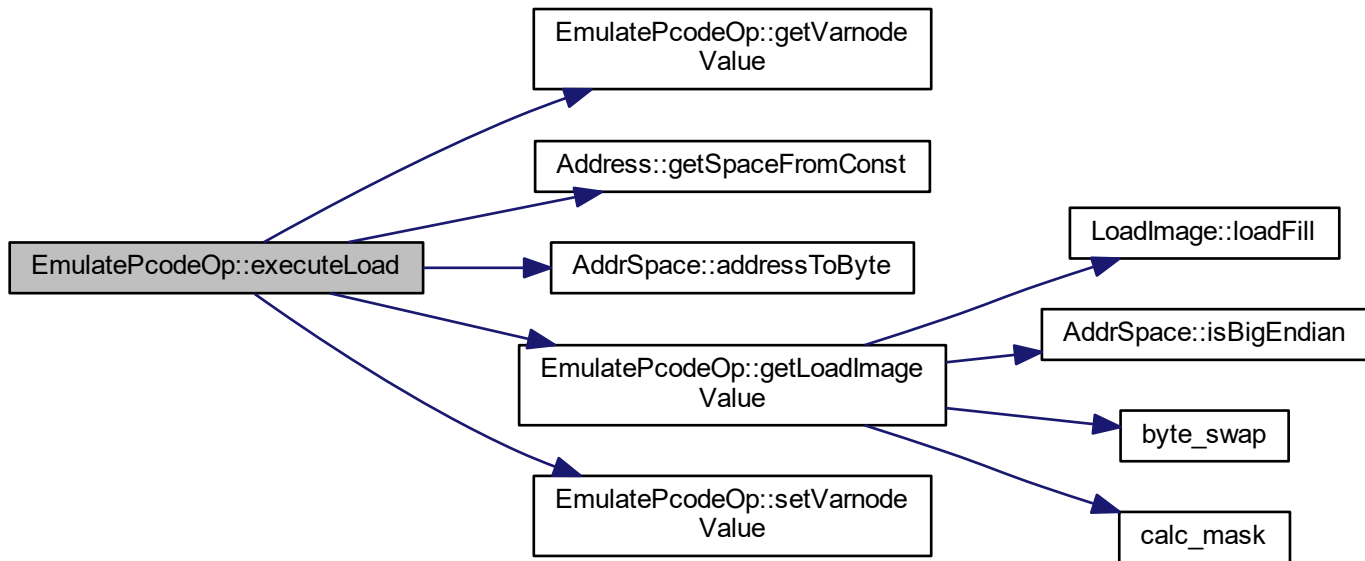 EmulatePcodeOp::getVarnode
Value
Address::getSpaceFromConst
LoadImage::loadFill
EmulatePcodeOp::executeLoad
AddrSpace::addressToByte
AddrSpace::isBigEndian
EmulatePcodeOp::getLoadImage
Value
byte_swap
EmulatePcodeOp::setVarnode
Value
calc_mask